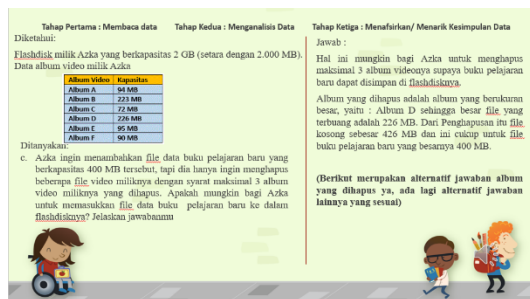 Tahap Pertama : Membaca data
Tahap Kedua : Menganalisis Data
Tahap Ketiga : Menafsirkan/ Menarik Kesimpulan Data
Diketahui:
Flashdisk milik Azka yang berkapasitas 2 GB (setara dengan 2.000 MB).
Data album video milik Azka
Album Video Kapasitas
Album A 94 MB
Album B 223 MB
Album C 72 MB
Album D 226 MB
Album E 95 MB
Album F 90 MB
Ditanyakan:
c. Azka ingin menambahkan file data buku pelajaran baru yang
berkapasitas 400 MB tersebut, tapi dia hanya ingin menghapus
beberapa file video miliknya dengan syarat maksimal 3 album
video miliknya yang dihapus. Apakah mungkin bagi Azka
untuk memasukkan file data buku pelajaran baru ke dalam
flashdisknya? Jelaskan jawabanmu
Jawab :
Hal ini mungkin bagi Azka untuk menghapus
maksimal 3 album videonya supaya buku pelajaran
baru dapat disimpan di flashdisknya.
Album yang dihapus adalah album yang berukuran
besar, yaitu : Album D sehingga besar file yang
terbuang adalah 226 MB. Dari Penghapusan itu file
kosong sebesar 426 MB dan ini cukup untuk file
buku pelajaran baru yang besarnya 400 MB.
(Berikut merupakan alternatif jawaban album
yang dihapus ya, ada lagi alternatif jawaban
lainnya yang sesuai)